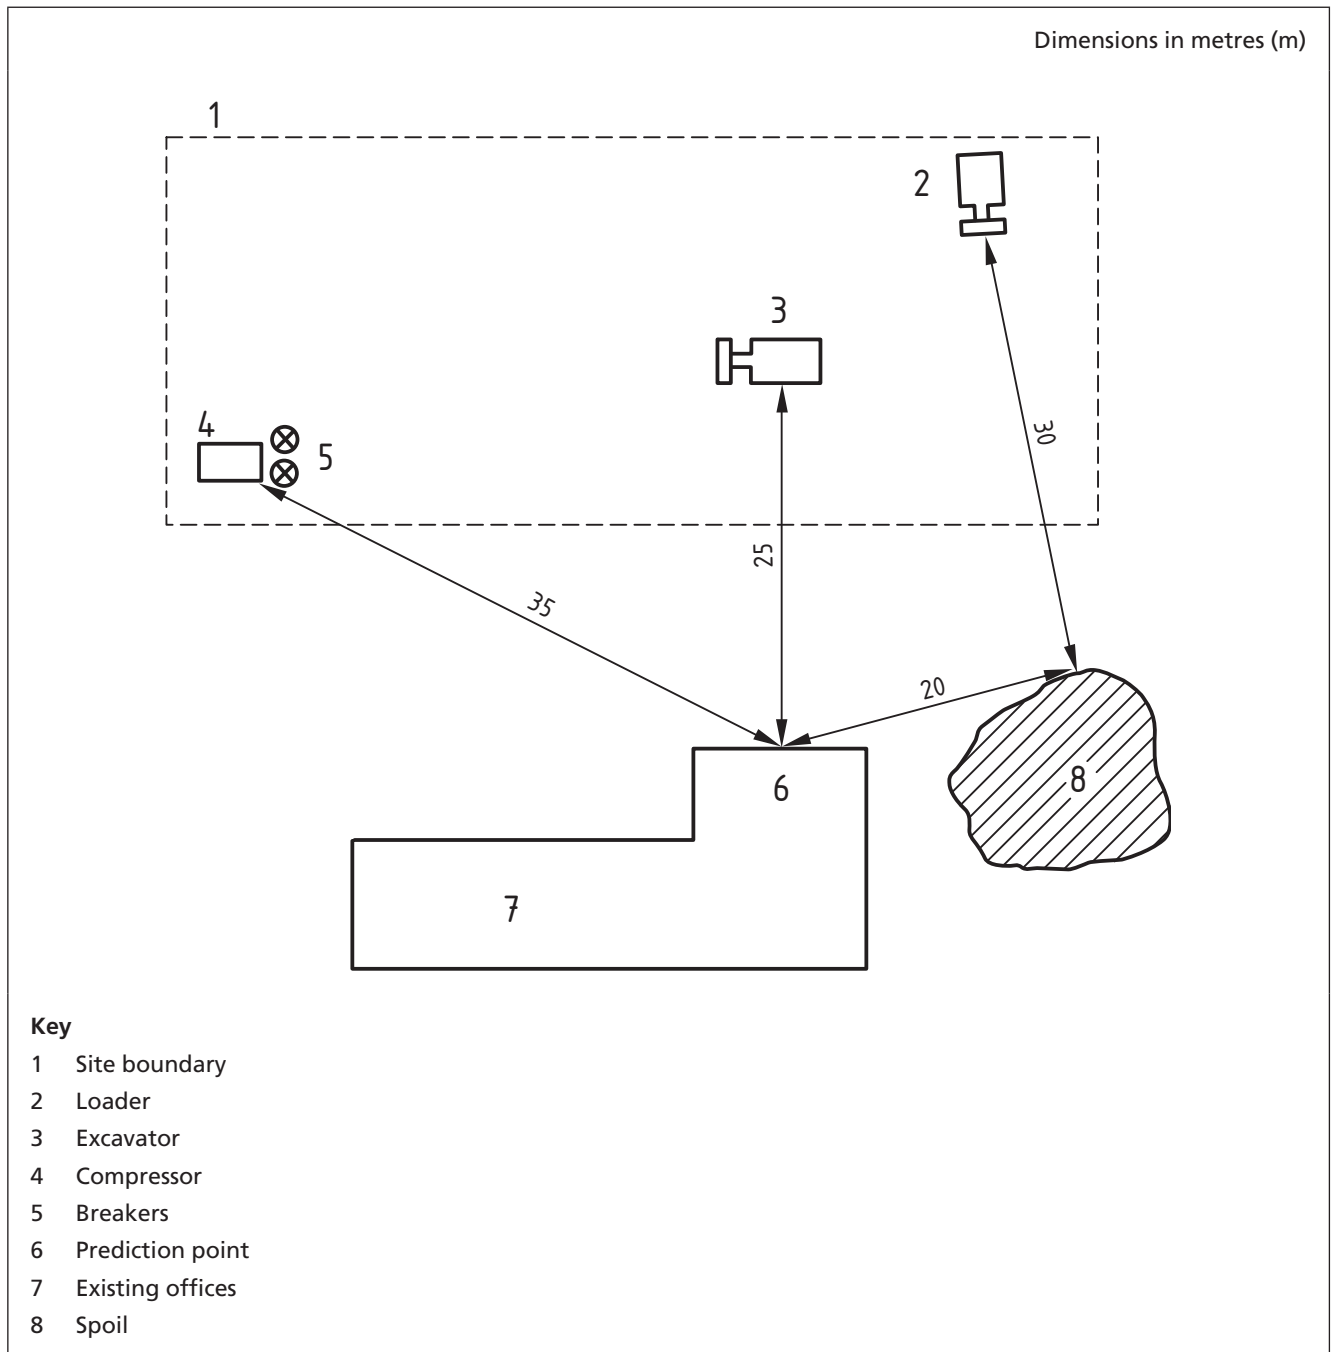 Dimensions in metres (m)
1
2
3
4
5
30
25
35
20
6
8
7
Key
1 Site boundary
2 Loader
3 Excavator
4 Compressor
5 Breakers
6 Prediction point
7 Existing offices
8 Spoil